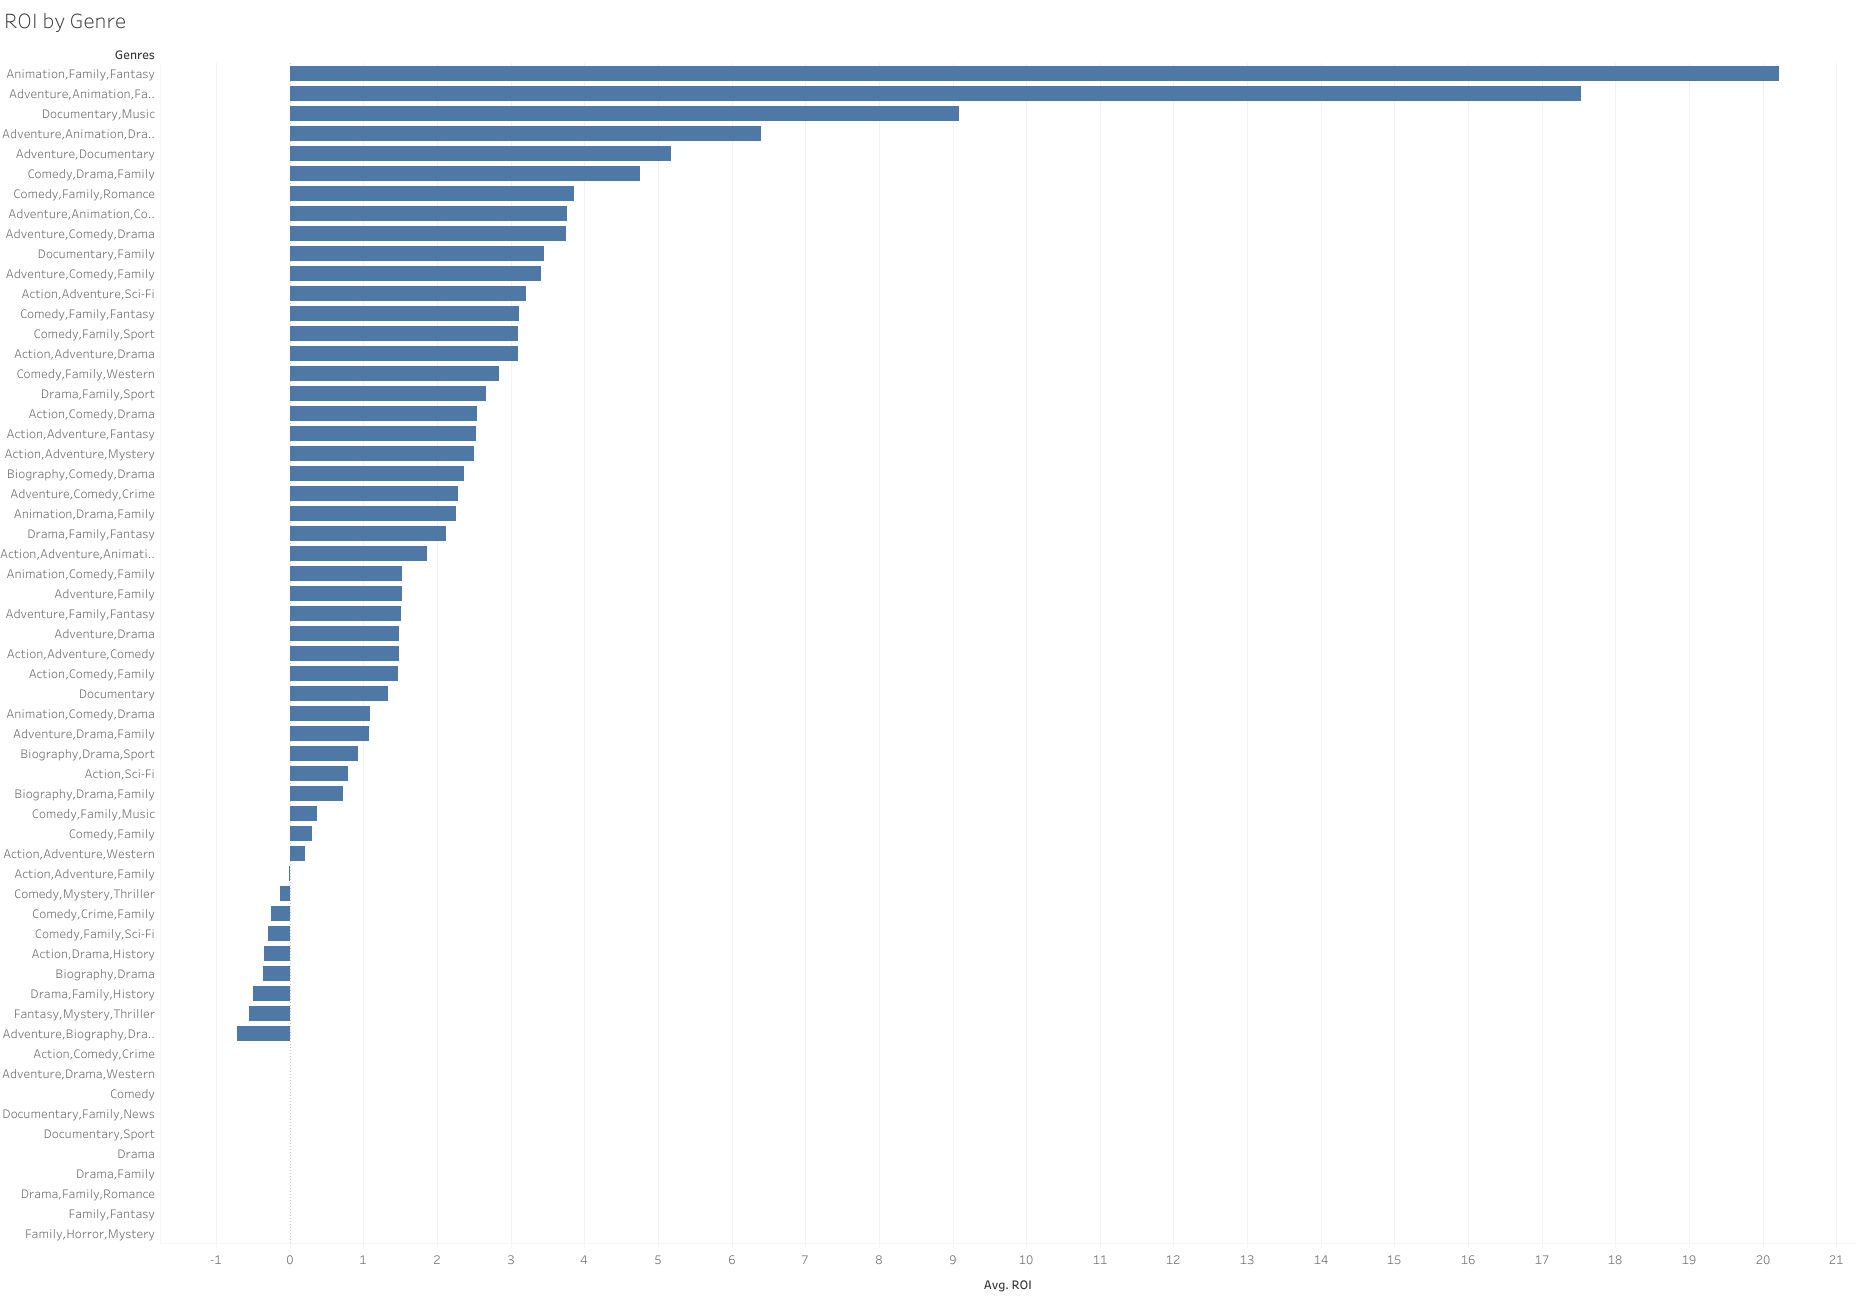 ROI by Genre
Genres
Animation,Family,Fantasy
Adventure,Animation,Fa..
Documentary,Music
Adventure,Animation,Dra..
Adventure,Documentary
Comedy,Drama,Family
Comedy,Family,Romance
Adventure,Animation,Co..
Adventure,Comedy,Drama
Documentary,Family
Adventure,Comedy,Family
Action,Adventure,Sci-Fi
Comedy,Family,Fantasy
Comedy,Family,Sport
Action,Adventure,Drama
Comedy,Family,Western
Drama,Family,Sport
Action,Comedy,Drama
Action,Adventure,Fantasy
Action,Adventure,Mystery
Biography,Comedy,Drama
Adventure,Comedy,Crime
Animation,Drama,Family
Drama,Family,Fantasy
Action,Adventure,Animati..
Animation,Comedy,Family
Adventure,Family
Adventure,Family,Fantasy
Adventure,Drama
Action,Adventure,Comedy
Action,Comedy,Family
Documentary
Animation,Comedy,Drama
Adventure,Drama,Family
Biography,Drama,Sport
Action,Sci-Fi
Biography,Drama,Family
Comedy,Family,Music
Comedy,Family
Action,Adventure,Western
Action,Adventure,Family
Comedy,Mystery,Thriller
Comedy,Crime,Family
Comedy,Family,Sci-Fi
Action,Drama,History
Biography,Drama
Drama,Family,History
Fantasy,Mystery,Thriller
Adventure,Biography,Dra..
Action,Comedy,Crime
Adventure,Drama,Western
Comedy
Documentary,Family,News
Documentary,Sport
Drama
Drama,Family
Drama,Family,Romance
Family,Fantasy
Family,Horror,Mystery
-1 0 1 2 3 4 5 6 7 8 9 10 11 12 13 14 15 16 17 18 19 20 21
Avg. ROI